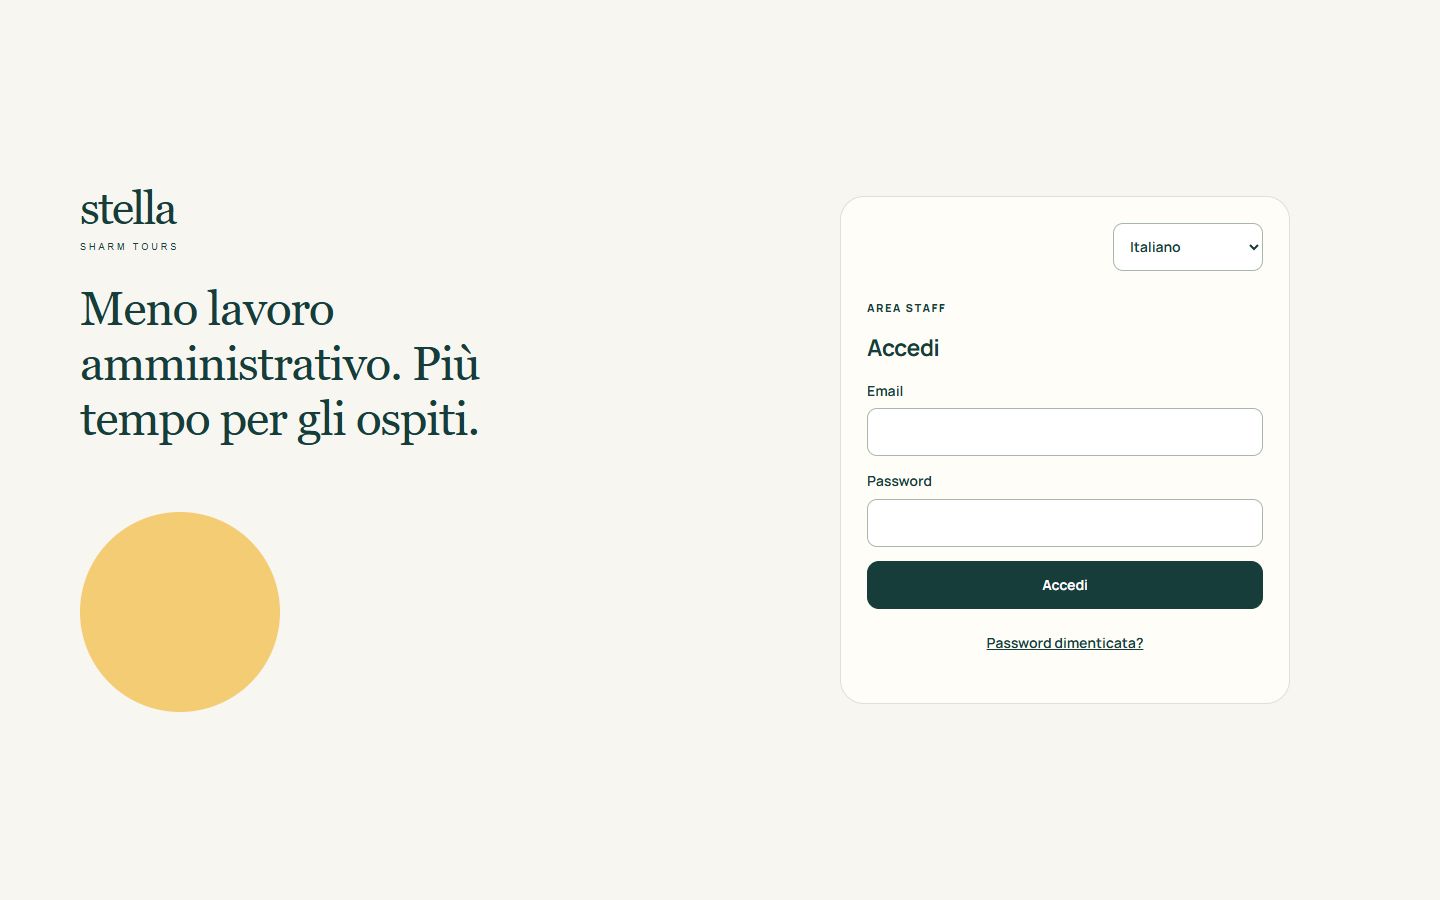 stella
SHARM TOURS
Meno lavoro
amministrativo. Più
tempo per gli ospiti.
Italiano
AREA STAFF
Accedi
Email
Password
Accedi
Password dimenticata?